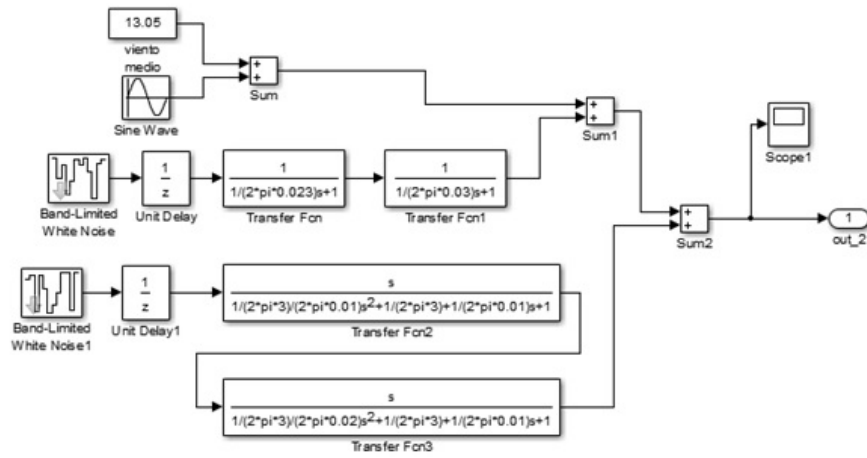 13.05
viento
medio
+
+
Sum
Sine Wave
+
+
Sum1
Scope1
Band-Limited
White Noise
1
z
Unit Delay
1
1/(2*pi*0.023)s+1
Transfer Fcn
1
1/(2*pi*0.03)s+1
Transfer Fcn1
+
+
Sum2
1
out_2
Band-Limited
White Noise1
1
z
Unit Delay1
s
1/(2*pi*3)/(2*pi*0.01)s²+1/(2*pi*3)+1/(2*pi*0.01)s+1
Transfer Fcn2
s
1/(2*pi*3)/(2*pi*0.02)s²+1/(2*pi*3)+1/(2*pi*0.01)s+1
Transfer Fcn3